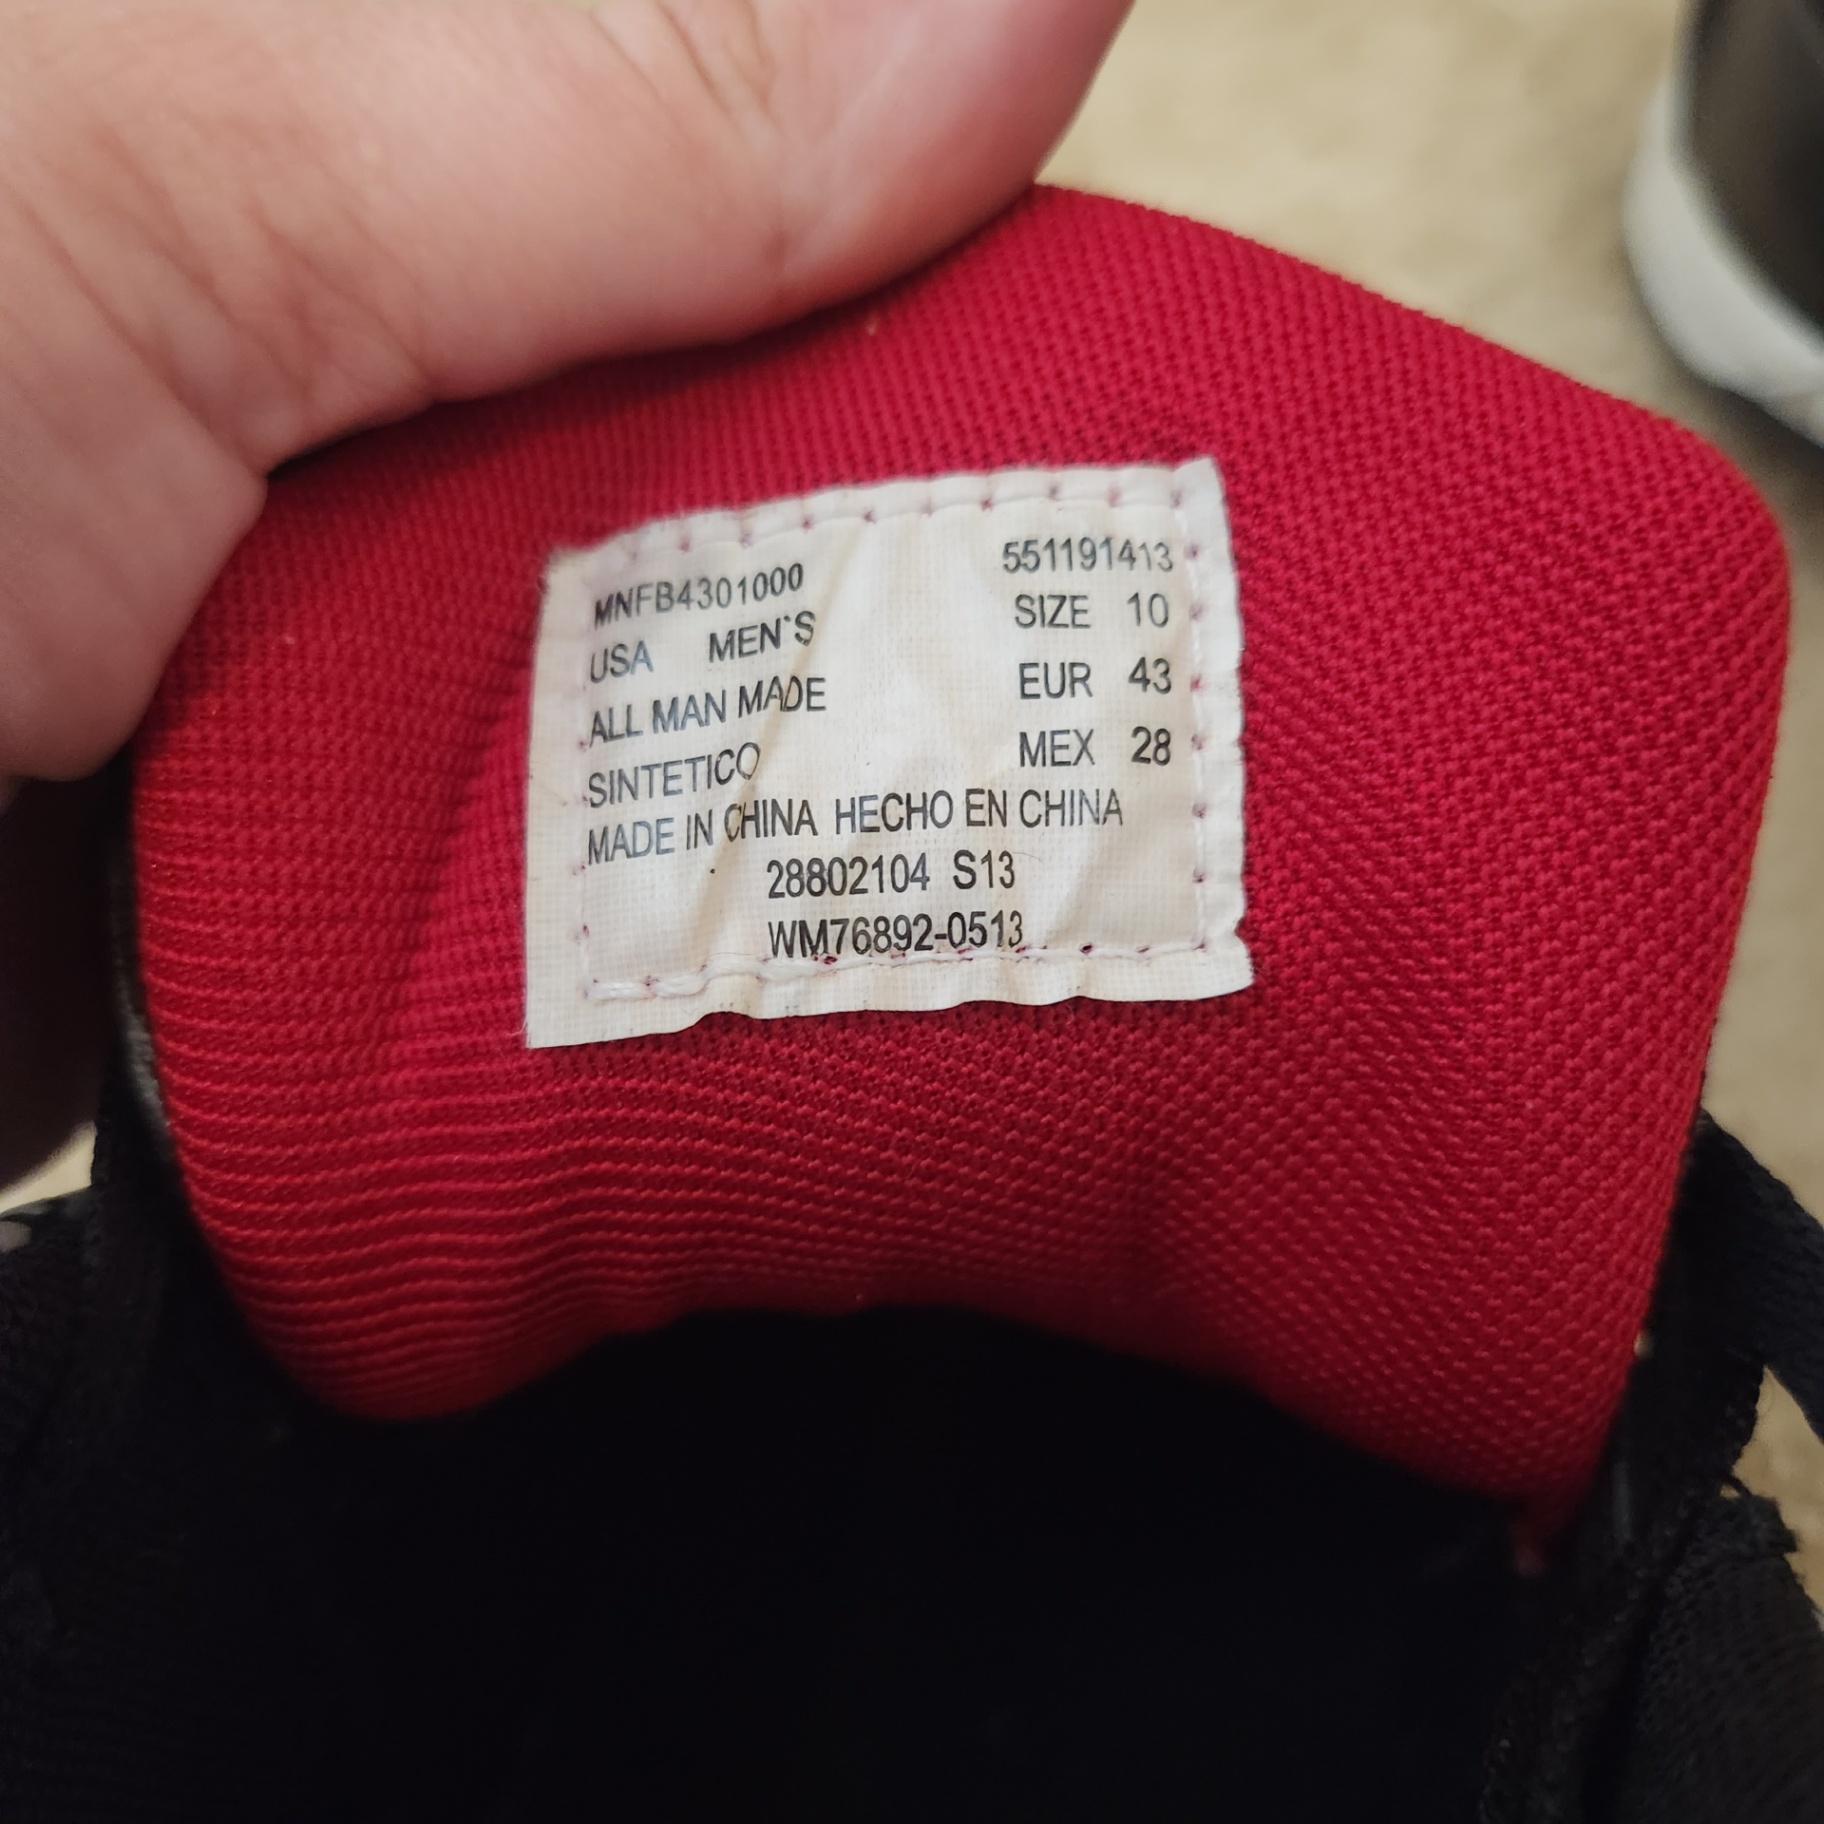 MNFB4301000 551191413
USA MEN`S SIZE 10
ALL MAN MADE EUR 43
SINTETICO MEX 28
MADE IN CHINA HECHO EN CHINA
28802104 S13
WM76892-0513